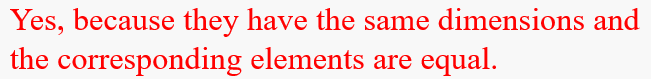 Yes, because they have the same dimensions and
the corresponding elements are equal.